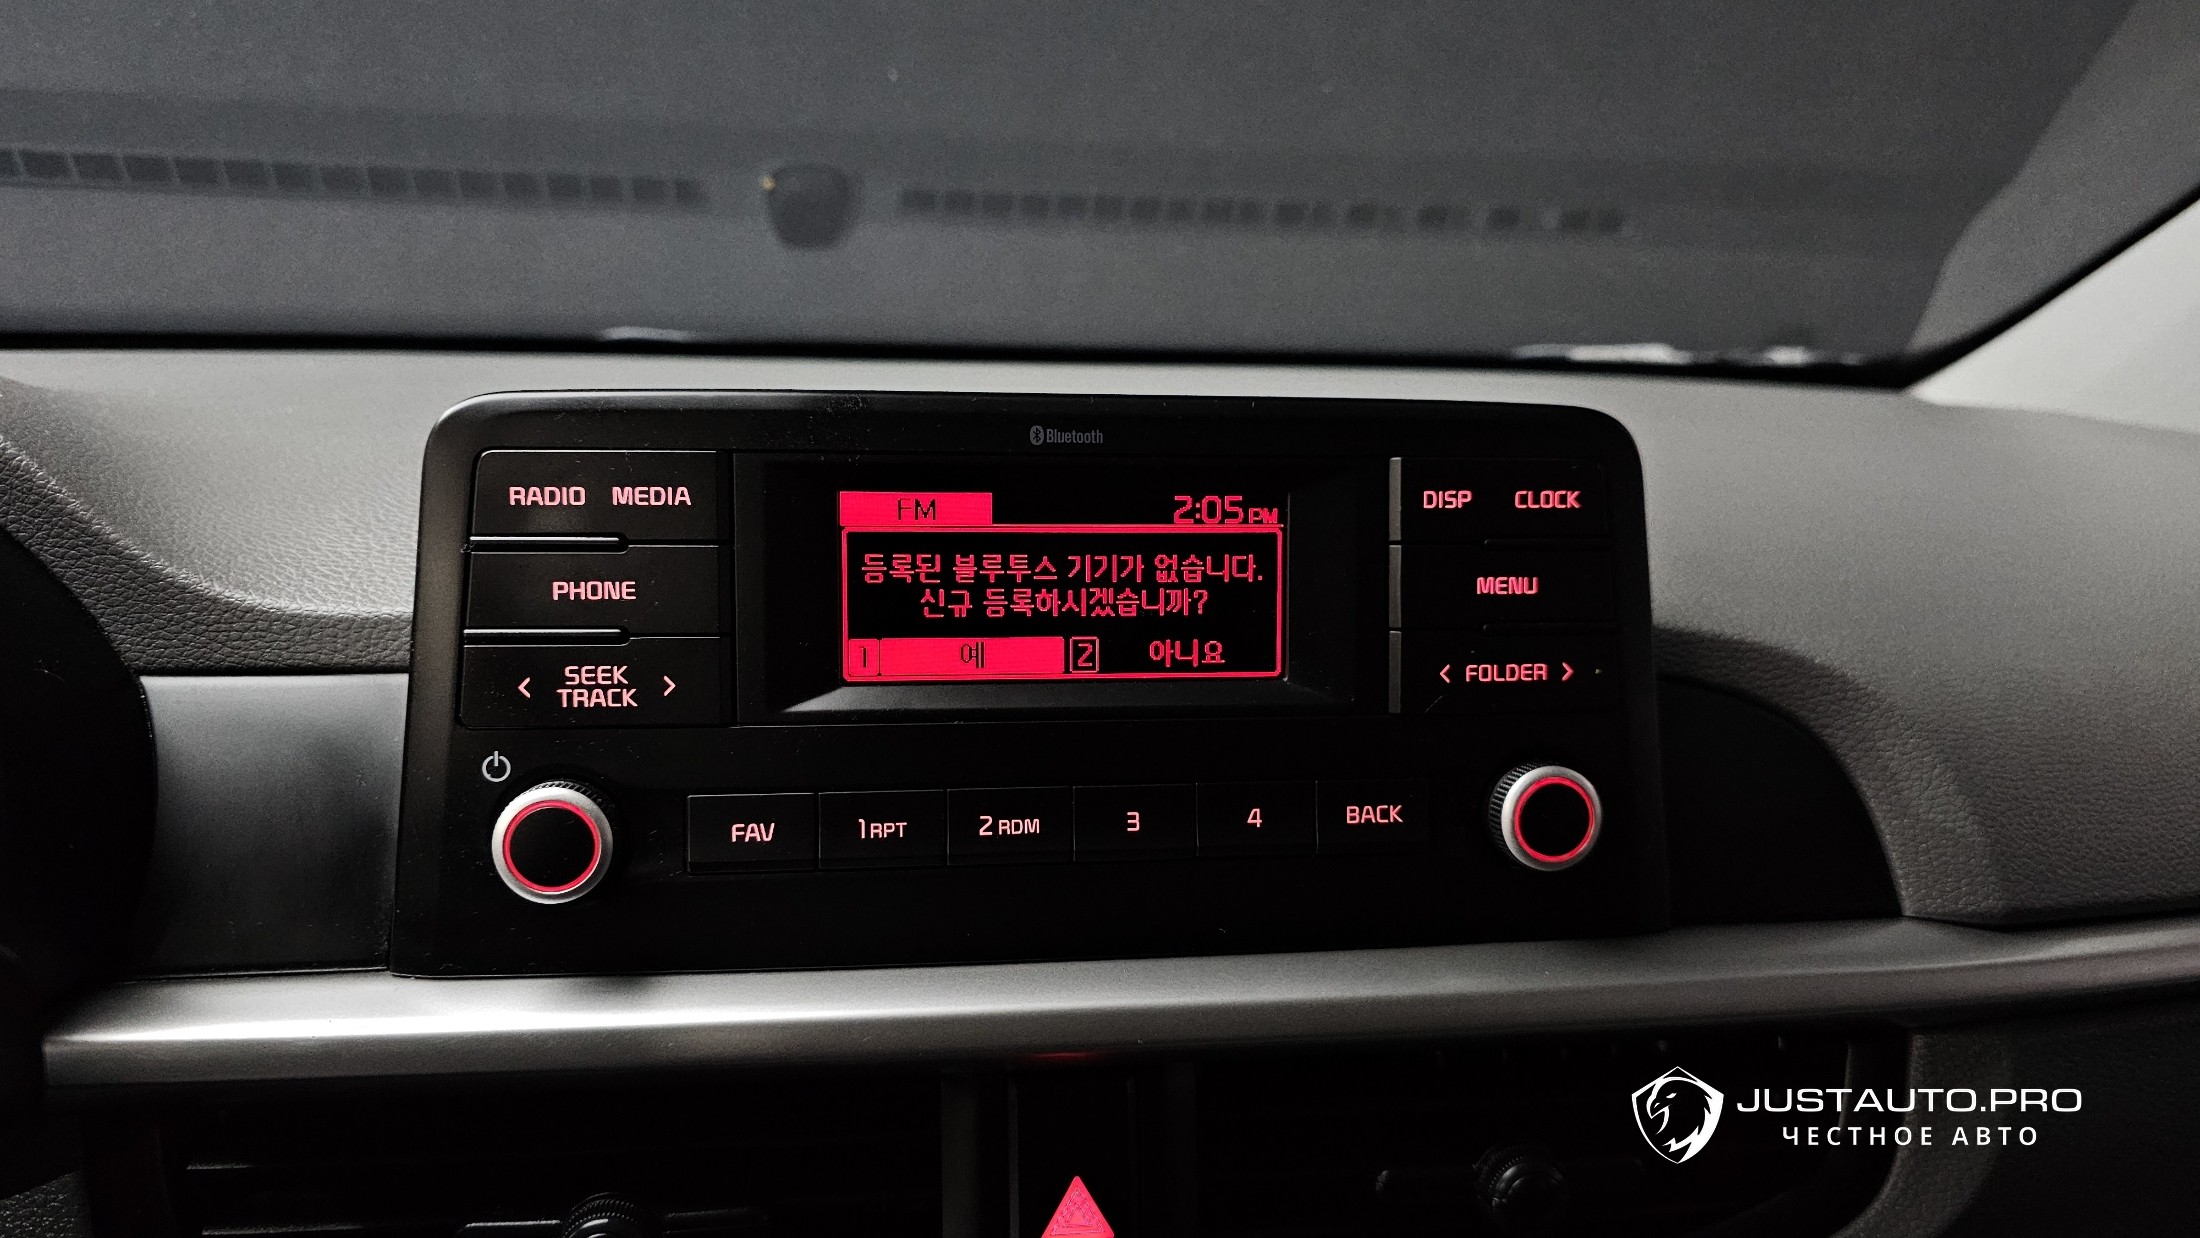 Bluetooth
RADIO MEDIA
PHONE
< SEEK TRACK >
FM 2:05 PM
등록된 블루투스 기기가 없습니다.
신규 등록하시겠습니까?
1 예 2 아니요
DISP CLOCK
MENU
< FOLDER >
FAV 1 RPT 2 RDM 3 4 BACK
JUSTAUTO.PRO
ЧЕСТНОЕ АВТО